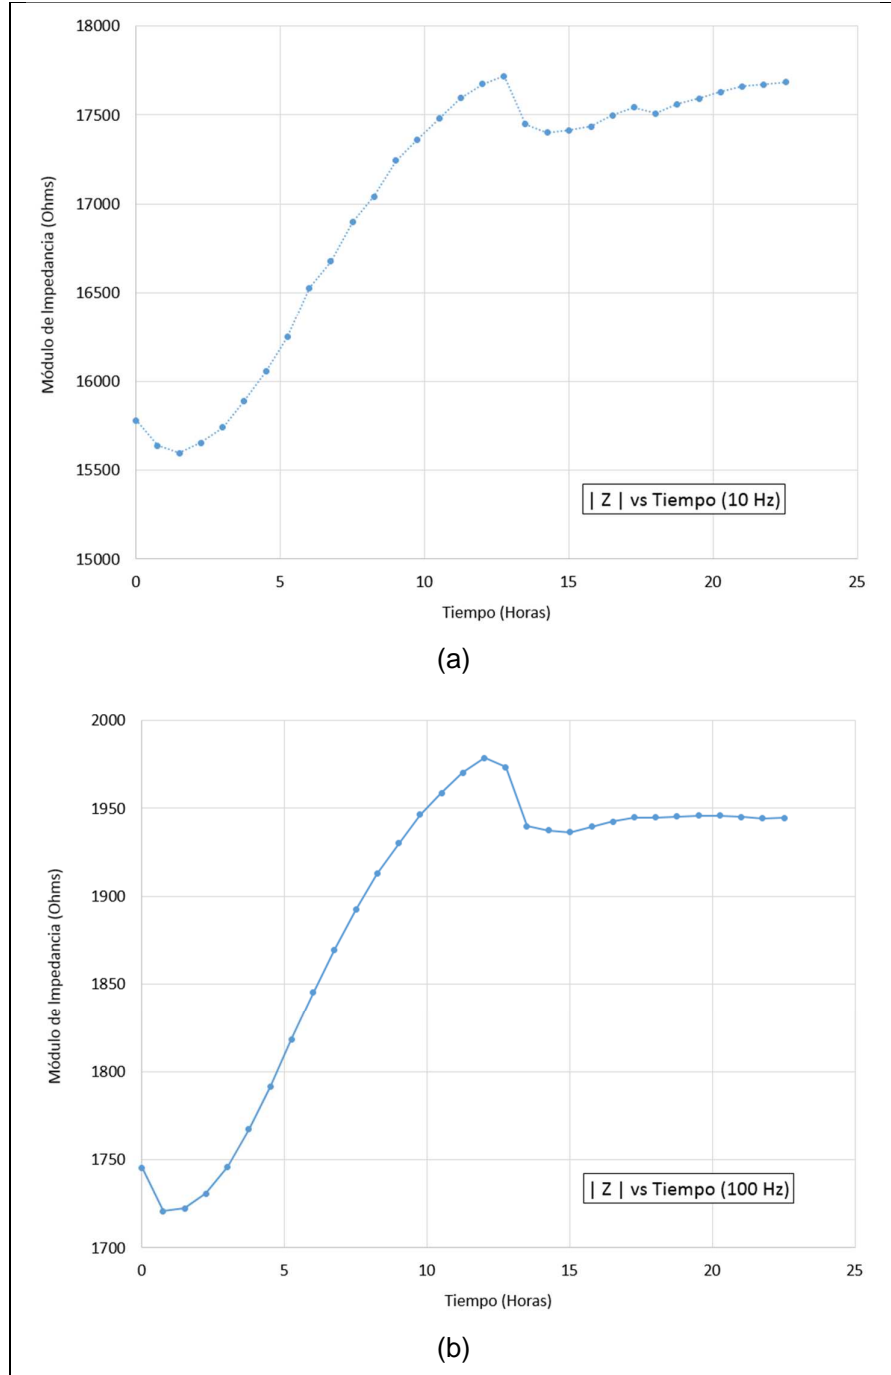 18000
17500
17000
16500
16000
15500
15000
Módulo de Impedancia (Ohms)
0 5 10 15 20 25
Tiempo (Horas)
| Z | vs Tiempo (10 Hz)
(a)
2000
1950
1900
1850
1800
1750
1700
Módulo de Impedancia (Ohms)
0 5 10 15 20 25
Tiempo (Horas)
| Z | vs Tiempo (100 Hz)
(b)